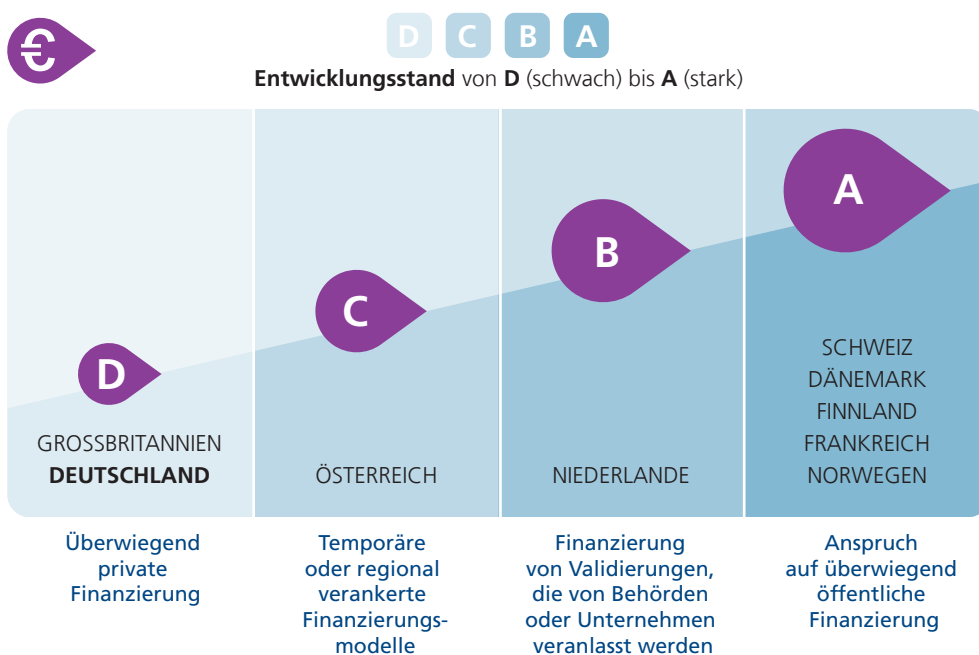 €
D C B A
Entwicklungsstand von D (schwach) bis A (stark)
D
GROSSBRITANNIEN
DEUTSCHLAND
Überwiegend
private
Finanzierung
C
ÖSTERREICH
Temporäre
oder regional
verankerte
Finanzierungs-
modelle
B
NIEDERLANDE
Finanzierung
von Validierungen,
die von Behörden
oder Unternehmen
veranlasst werden
A
SCHWEIZ
DÄNEMARK
FINNLAND
FRANKREICH
NORWEGEN
Anspruch
auf überwiegend
öffentliche
Finanzierung